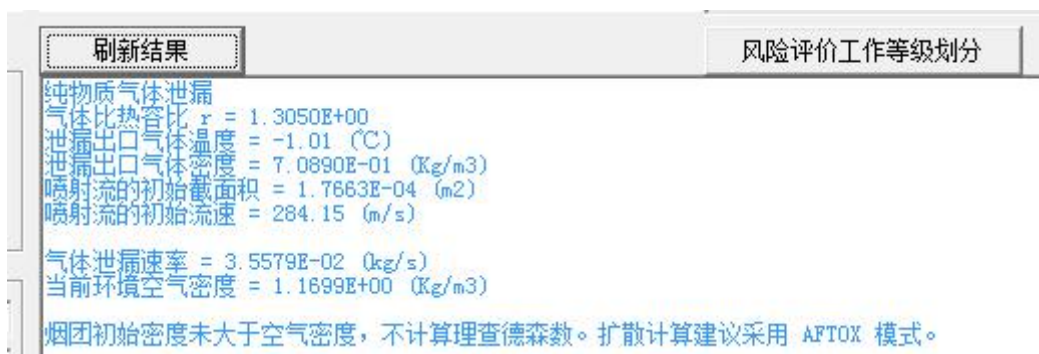 刷新结果
风险评价工作等级划分
纯物质气体泄漏
气体比热容比 r = 1.3050E+00
泄漏出口气体温度 = -1.01 (℃)
泄漏出口气体密度 = 7.0890E-01 (Kg/m3)
喷射流的初始截面积 = 1.7663E-04 (m2)
喷射流的初始流速 = 284.15 (m/s)
气体泄漏速率 = 3.5579E-02 (kg/s)
当前环境空气密度 = 1.1699E+00 (Kg/m3)
烟团初始密度未大于空气密度，不计算理查德森数。扩散计算建议采用 AFTOX 模式。